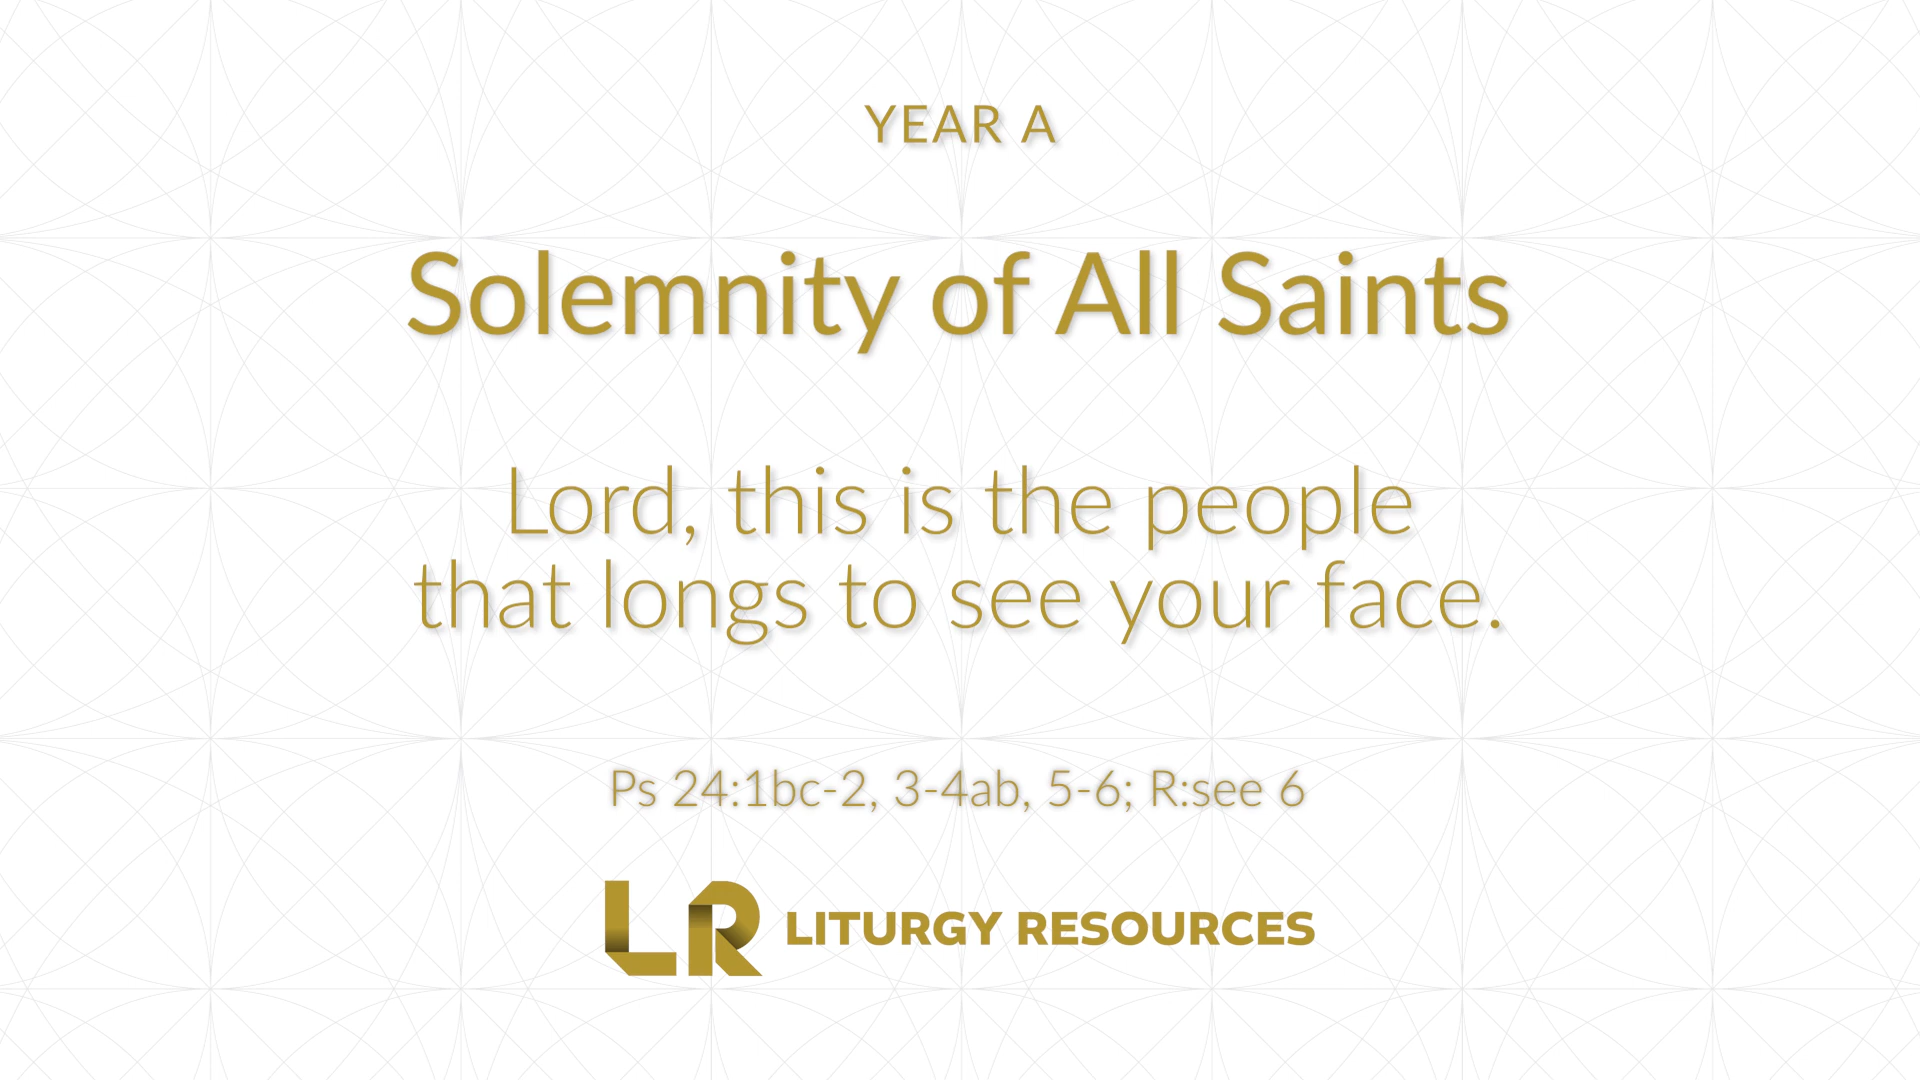 YEAR A
Solemnity of All Saints
Lord, this is the people
that longs to see your face.
Ps 24:1bc-2, 3-4ab, 5-6; R:see 6
LR LITURGY RESOURCES